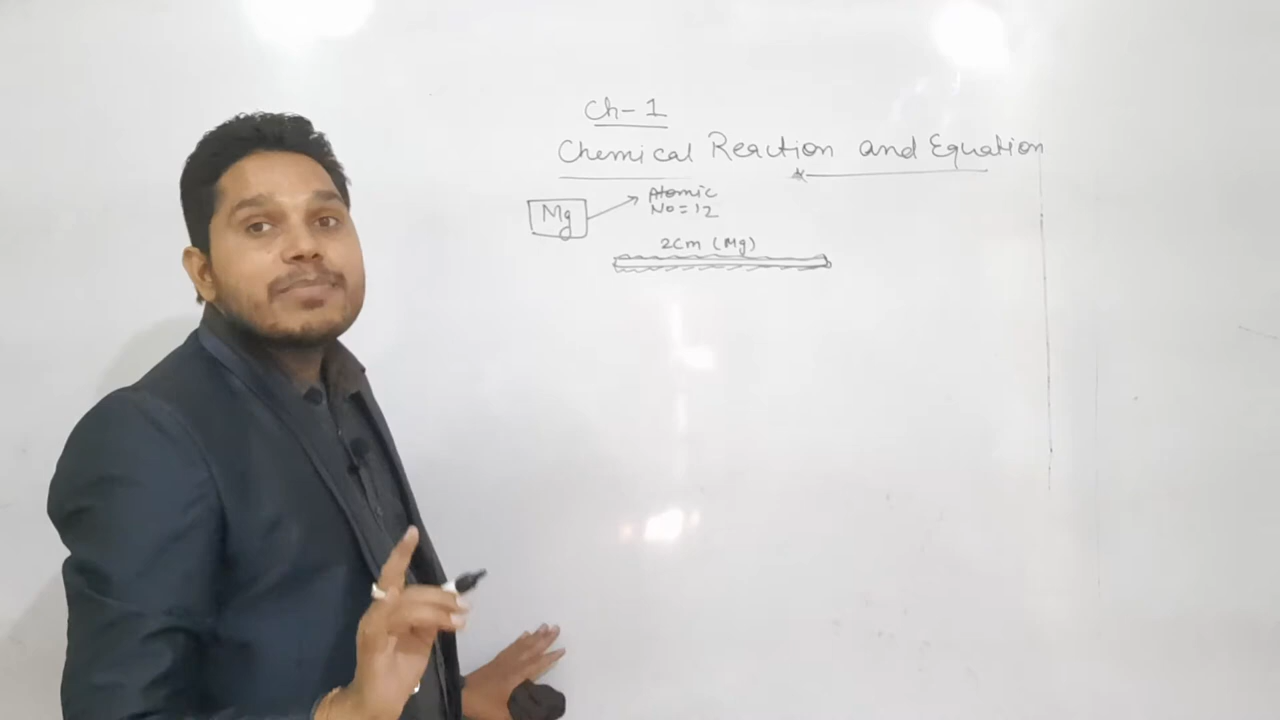 Ch-1
Chemical Reaction and Equation
Mg
Atomic
No=12
2cm (Mg)